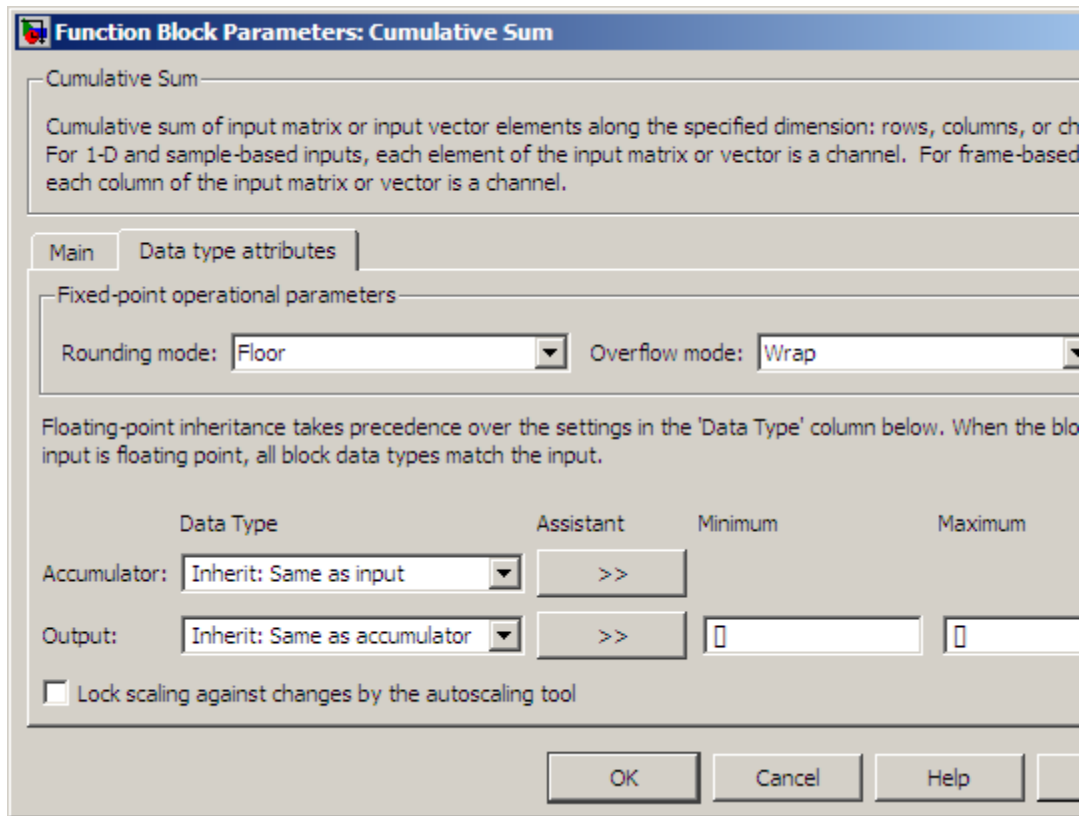 Function Block Parameters: Cumulative Sum
Cumulative Sum
Cumulative sum of input matrix or input vector elements along the specified dimension: rows, columns, or
For 1-D and sample-based inputs, each element of the input matrix or vector is a channel. For frame-based
each column of the input matrix or vector is a channel.
Main Data type attributes
Fixed-point operational parameters
Rounding mode: Floor Overflow mode: Wrap
Floating-point inheritance takes precedence over the settings in the 'Data Type' column below. When the
input is floating point, all block data types match the input.
Data Type Assistant Minimum Maximum
Accumulator: Inherit: Same as input >>
Output: Inherit: Same as accumulator >> [] []
Lock scaling against changes by the autoscaling tool
OK Cancel Help